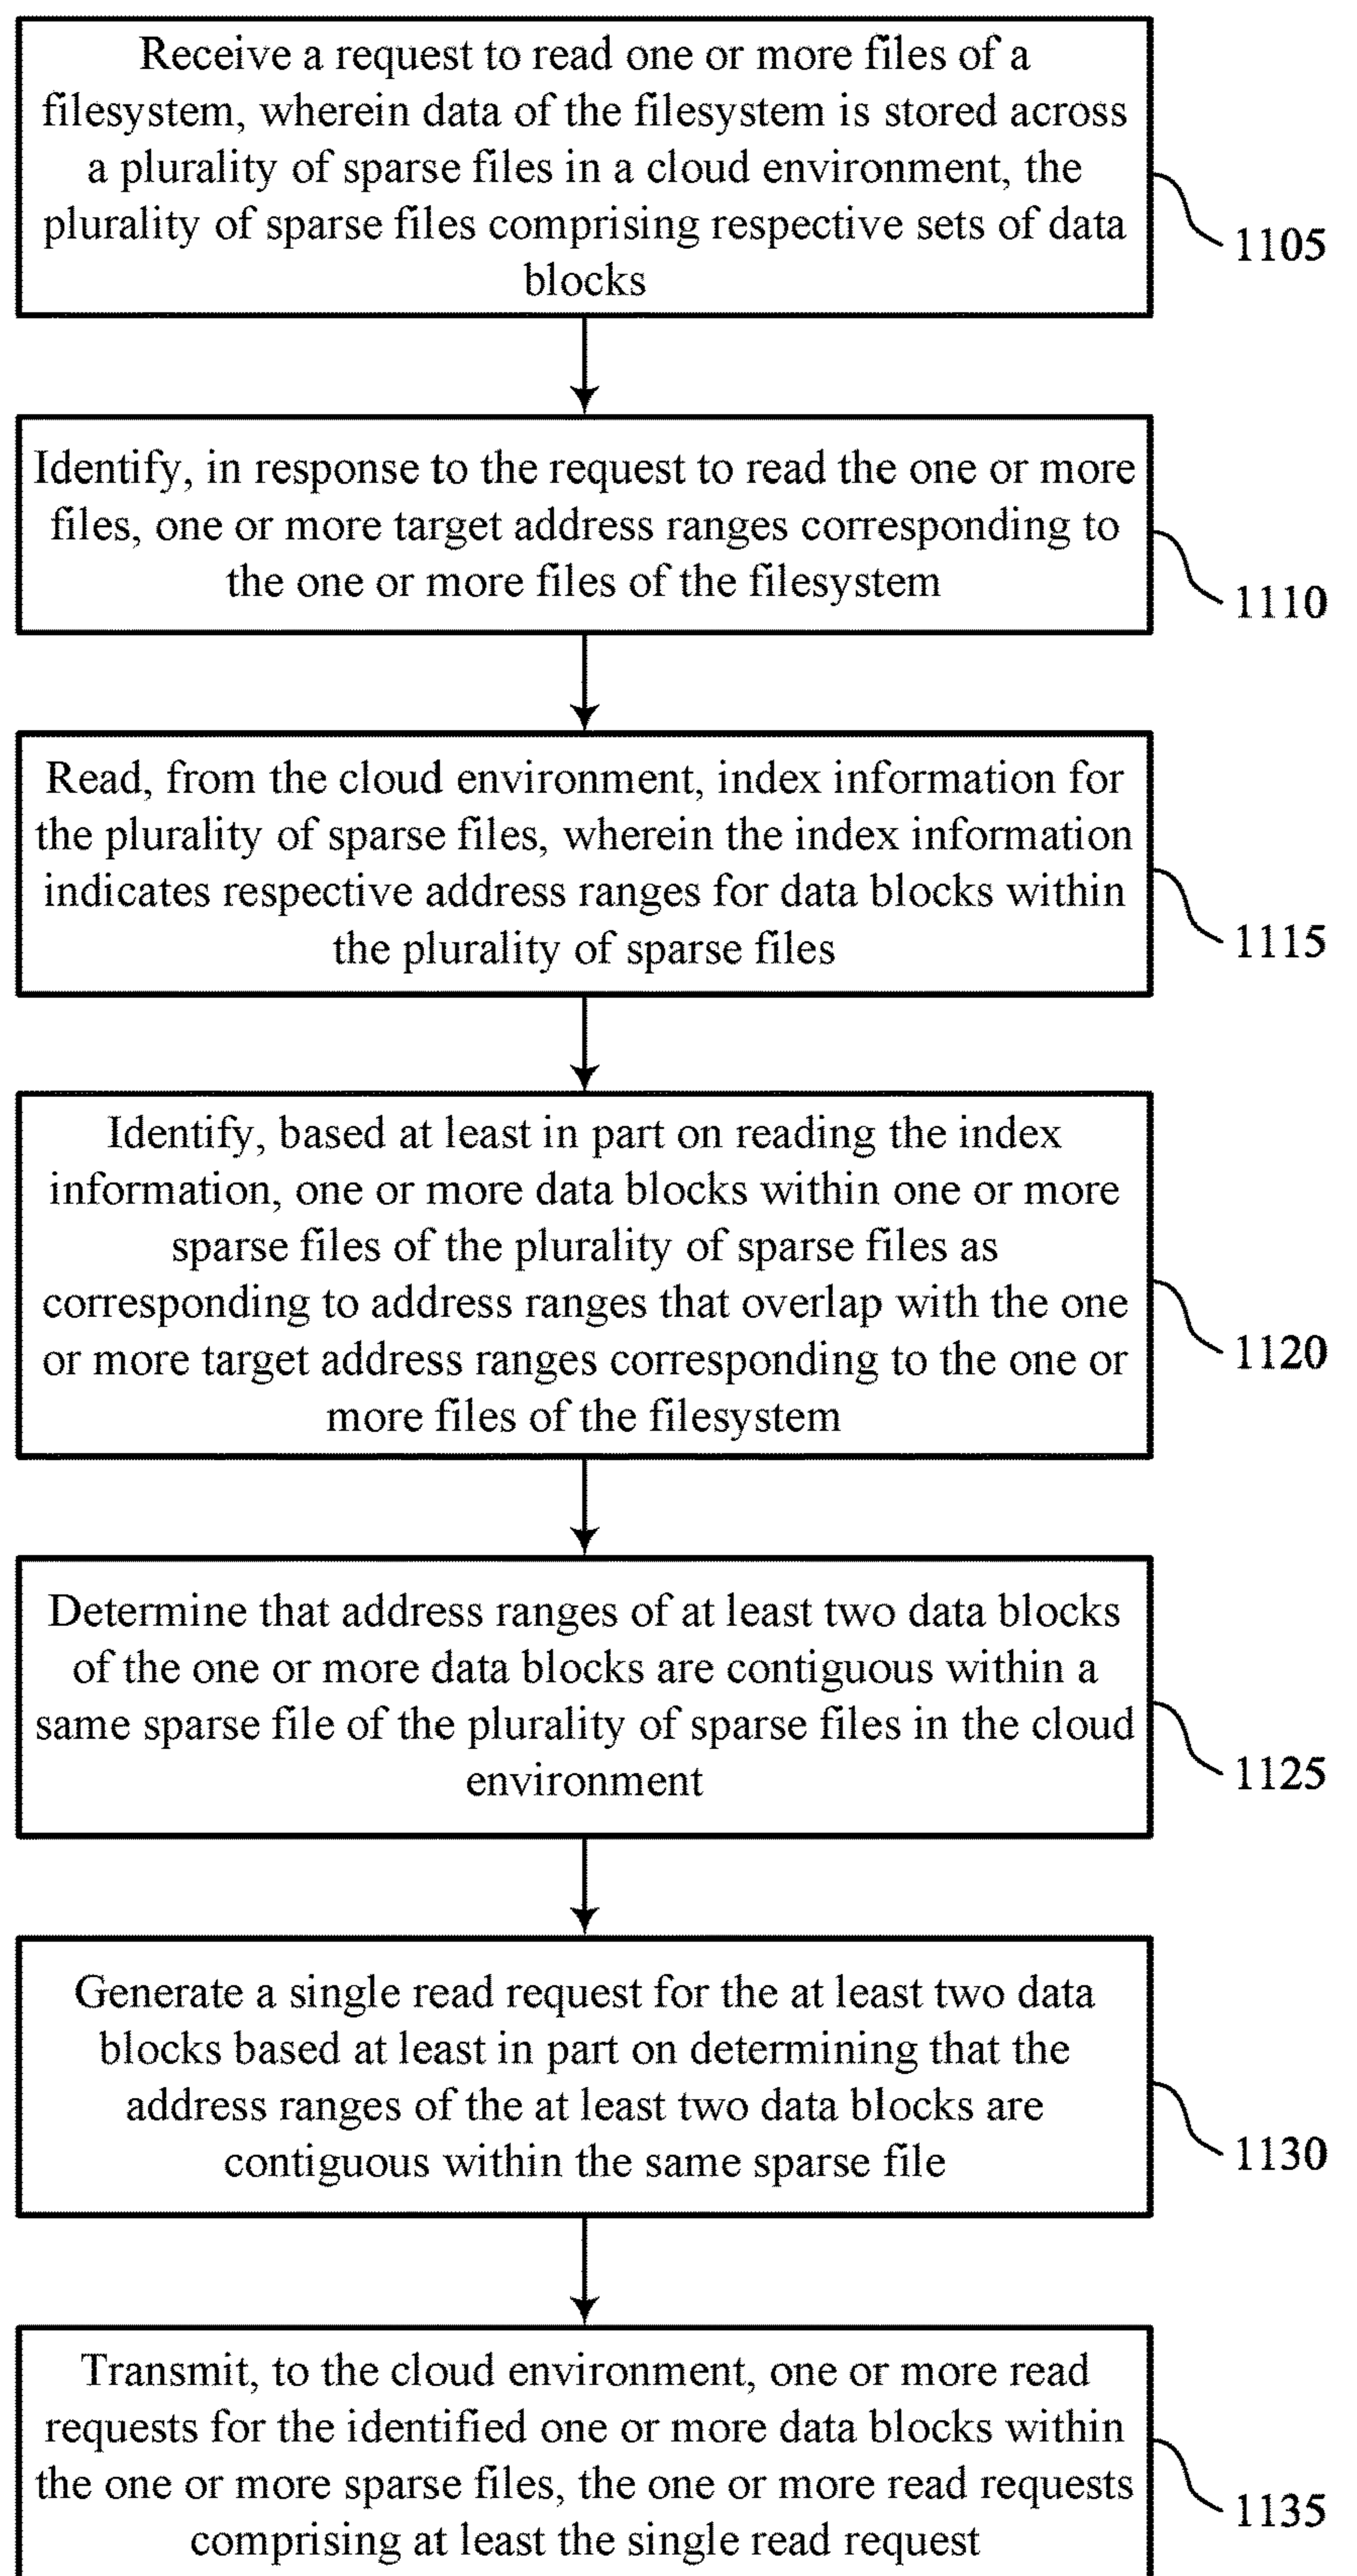 Receive a request to read one or more files of a
filesystem, wherein data of the filesystem is stored across
a plurality of sparse files in a cloud environment, the
plurality of sparse files comprising respective sets of data
blocks
1105
Identify, in response to the request to read the one or more
files, one or more target address ranges corresponding to
the one or more files of the filesystem
1110
Read, from the cloud environment, index information for
the plurality of sparse files, wherein the index information
indicates respective address ranges for data blocks within
the plurality of sparse files
1115
Identify, based at least in part on reading the index
information, one or more data blocks within one or more
sparse files of the plurality of sparse files as
corresponding to address ranges that overlap with the one
or more target address ranges corresponding to the one or
more files of the filesystem
1120
Determine that address ranges of at least two data blocks
of the one or more data blocks are contiguous within a
same sparse file of the plurality of sparse files in the cloud
environment
1125
Generate a single read request for the at least two data
blocks based at least in part on determining that the
address ranges of the at least two data blocks are
contiguous within the same sparse file
1130
Transmit, to the cloud environment, one or more read
requests for the identified one or more data blocks within
the one or more sparse files, the one or more read requests
comprising at least the single read request
1135